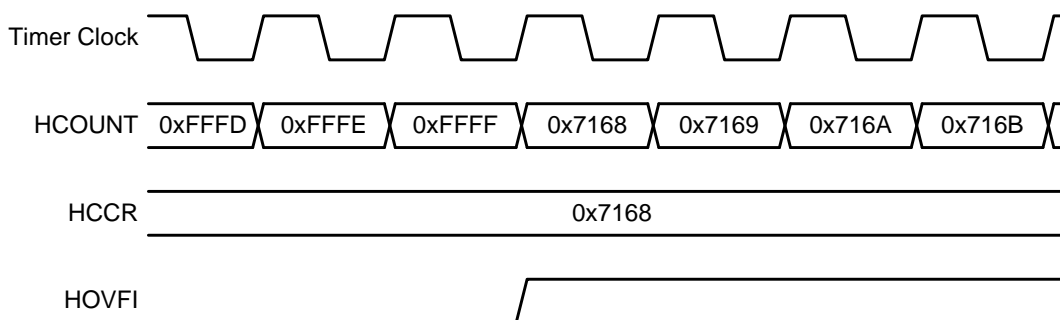 Timer Clock
HCOUNT 0xFFFD 0xFFFE 0xFFFF 0x7168 0x7169 0x716A 0x716B
HCCR 0x7168
HOVFI